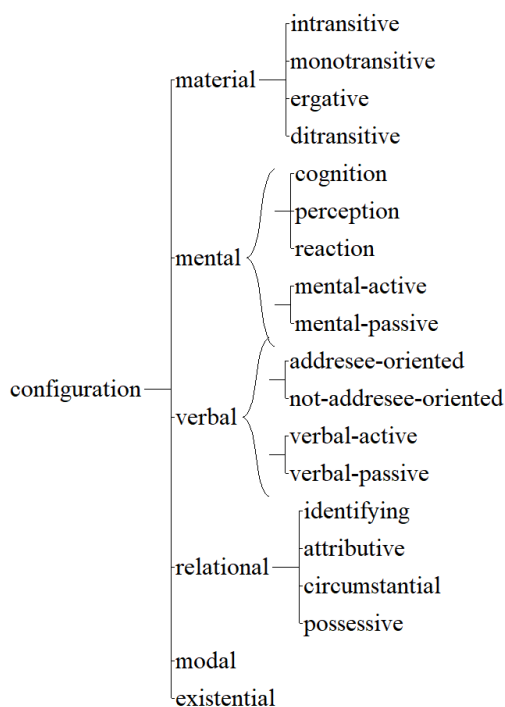 intransitive
monotransitive
material
ergative
ditransitive
cognition
perception
reaction
mental
mental-active
mental-passive
addresee-oriented
configuration
not-addresee-oriented
verbal
verbal-active
verbal-passive
identifying
attributive
relational
circumstantial
possessive
modal
existential